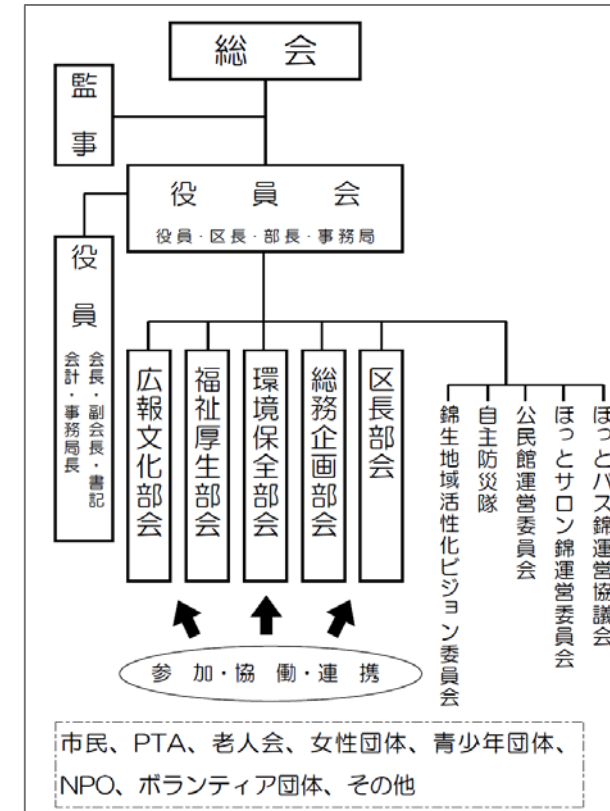 総会
監事
役員会
役員・区長・部長・事務局
役員
会長・副会長・書記
会計・事務局長
広報文化部会
福祉厚生部会
環境保全部会
総務企画部会
区長部会
錦生地域活性化ビジョン委員会
自主防災隊
公民館運営委員会
ほっとサロン錦運営委員会
ほっとバス錦運営協議会
参加・協働・連携
市民、PTA、老人会、女性団体、青少年団体、
NPO、ボランティア団体、その他